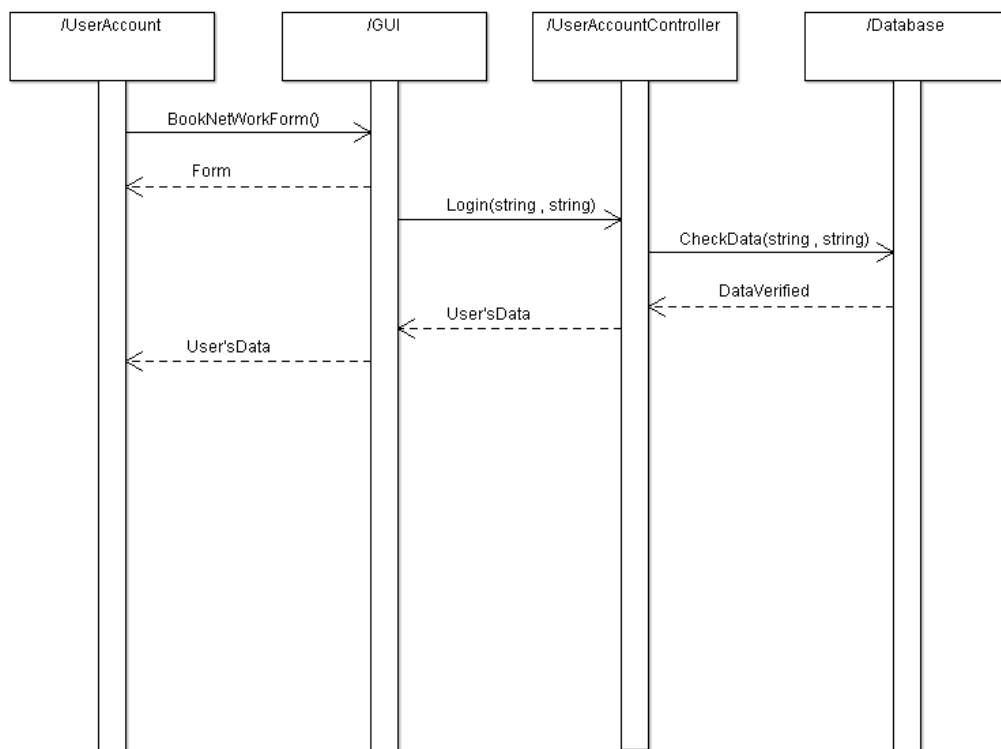 /UserAccount
/GUI
/UserAccountController
/Database
BookNetWorkForm()
Form
Login(string , string)
CheckData(string , string)
DataVerified
User'sData
User'sData